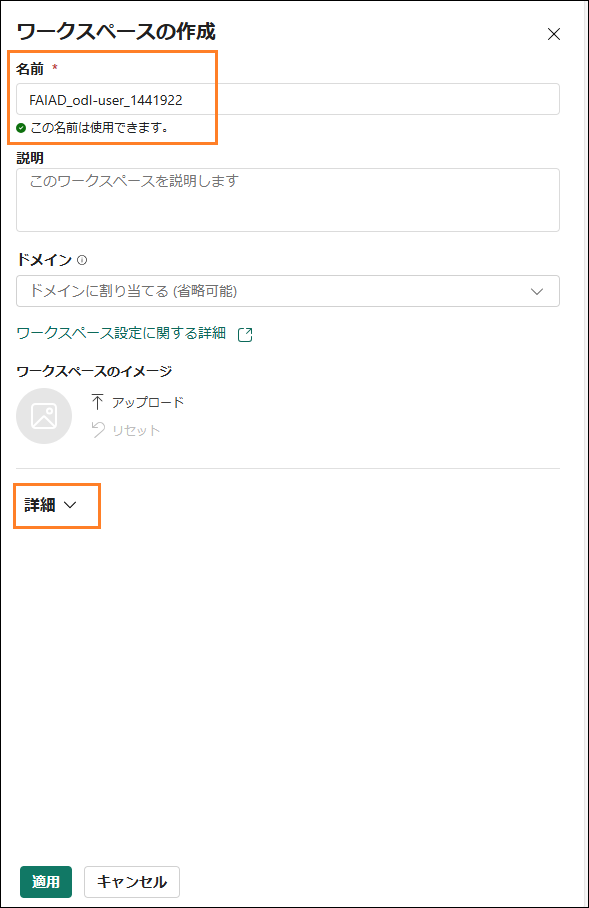 ワークスペースの作成
名前 *
FAIAD_odl-user_1441922
この名前は使用できます。
説明
このワークスペースを説明します
ドメイン
ドメインに割り当てる (省略可能)
ワークスペース設定に関する詳細
ワークスペースのイメージ
アップロード
リセット
詳細
適用 キャンセル